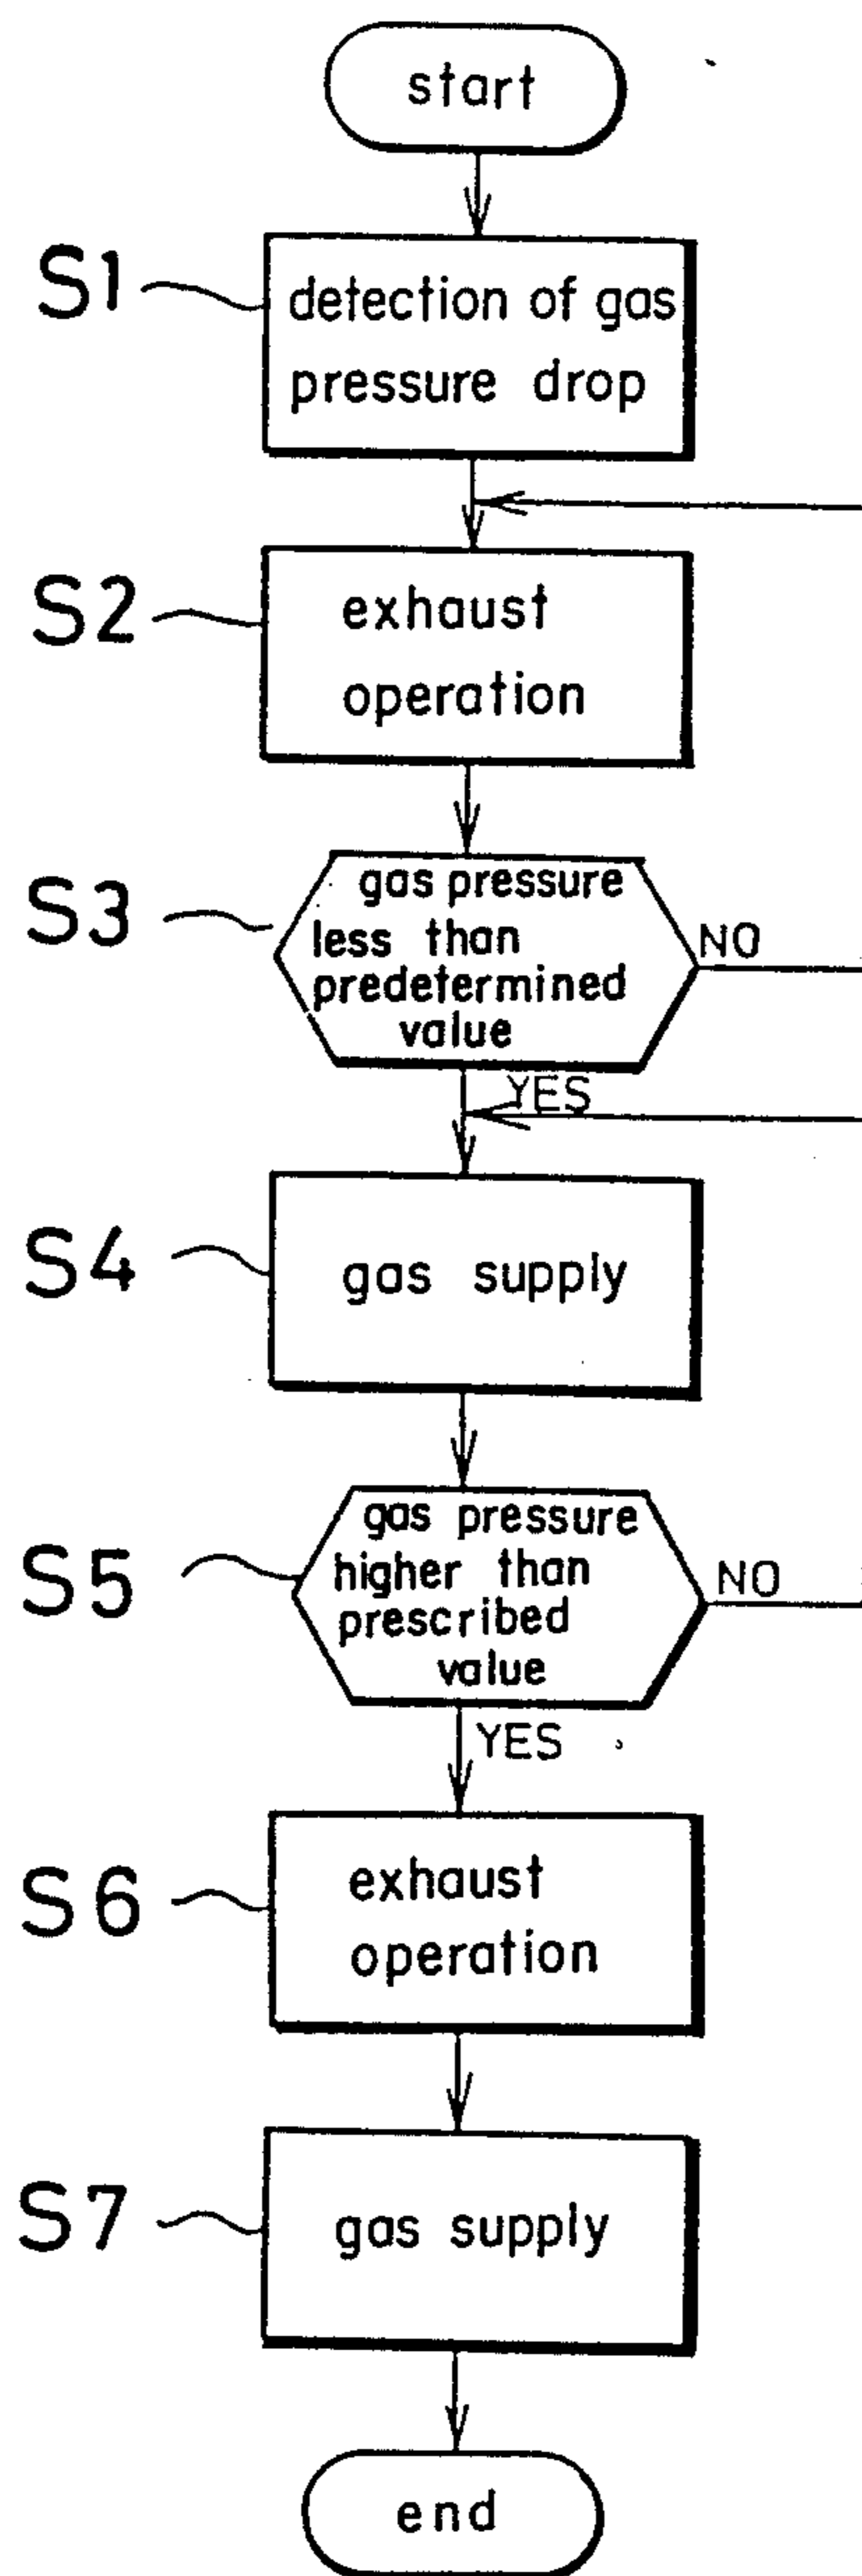 start
S1
detection of gas
pressure drop
S2
exhaust
operation
S3
gas pressure
less than
predetermined
value
NO
YES
S4
gas supply
S5
gas pressure
higher than
prescribed
value
NO
YES
S6
exhaust
operation
S7
gas supply
end